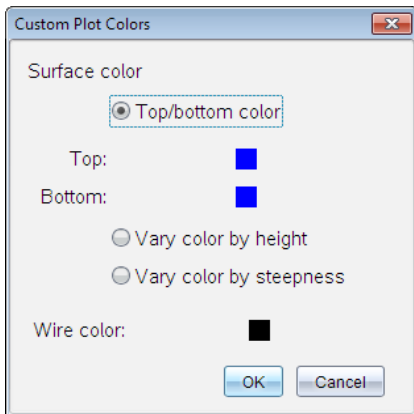 Custom Plot Colors
Surface color
Top/bottom color
Top:
Bottom:
Vary color by height
Vary color by steepness
Wire color:
OK Cancel